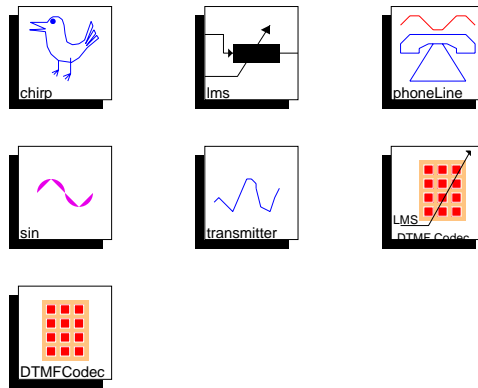 chirp
lms
phoneLine
sin
transmitter
LMS
DTMF Codec
DTMFCodec